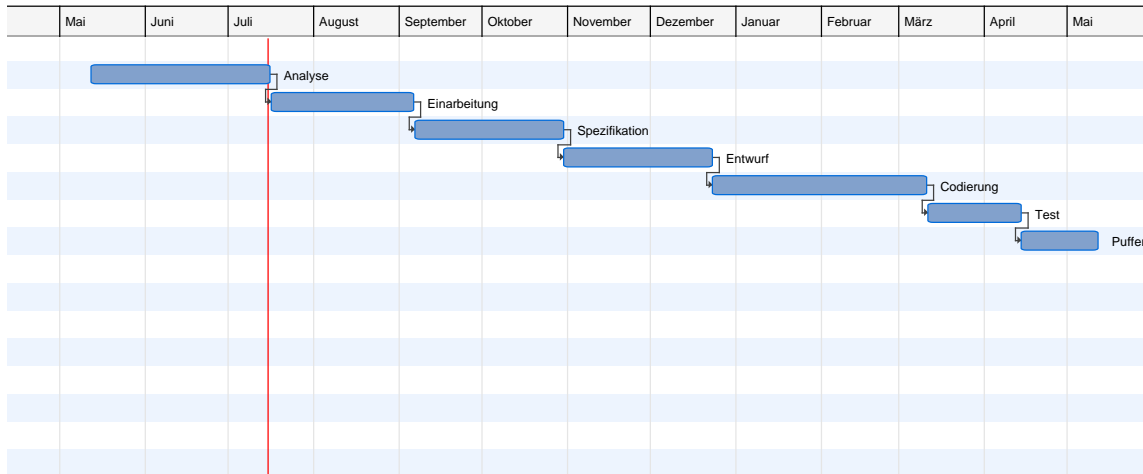 Mai Juni Juli August September Oktober November Dezember Januar Februar März April Mai
Analyse
Einarbeitung
Spezifikation
Entwurf
Codierung
Test
Puffer